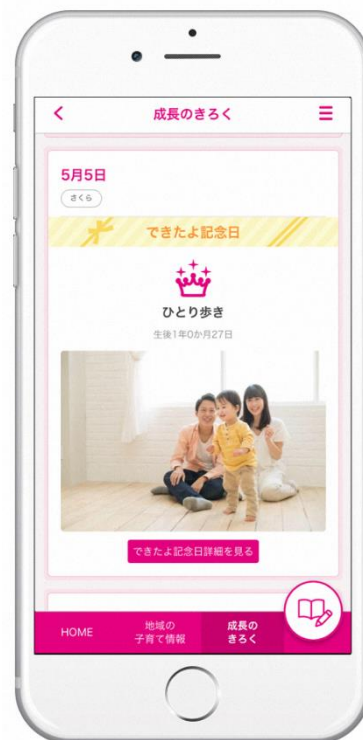 成長のきろく
5月5日
さくら
できたよ記念日
ひとり歩き
生後1年0か月27日
できたよ記念日詳細を見る
HOME
地域の
子育て情報
成長の
きろく